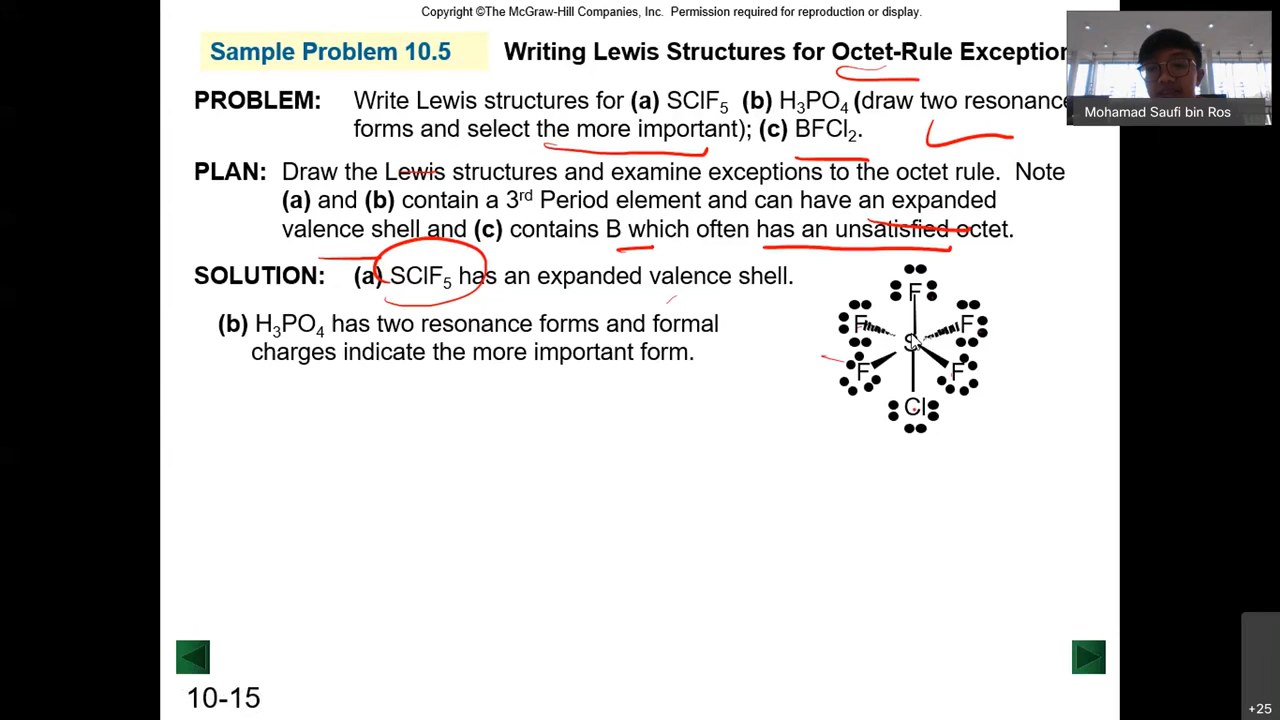 Copyright ©The McGraw-Hill Companies, Inc. Permission required for reproduction or display.
Sample Problem 10.5
Writing Lewis Structures for Octet-Rule Exception
Mohamad Saufi bin Ros
PROBLEM: Write Lewis structures for (a) SClF5 (b) H3PO4 (draw two resonance
forms and select the more important); (c) BFCl2.
PLAN: Draw the Lewis structures and examine exceptions to the octet rule. Note
(a) and (b) contain a 3rd Period element and can have an expanded
valence shell and (c) contains B which often has an unsatisfied octet.
SOLUTION: (a) SClF5 has an expanded valence shell.
(b) H3PO4 has two resonance forms and formal
charges indicate the more important form.
F
F F
S
F F
Cl
10-15
+25